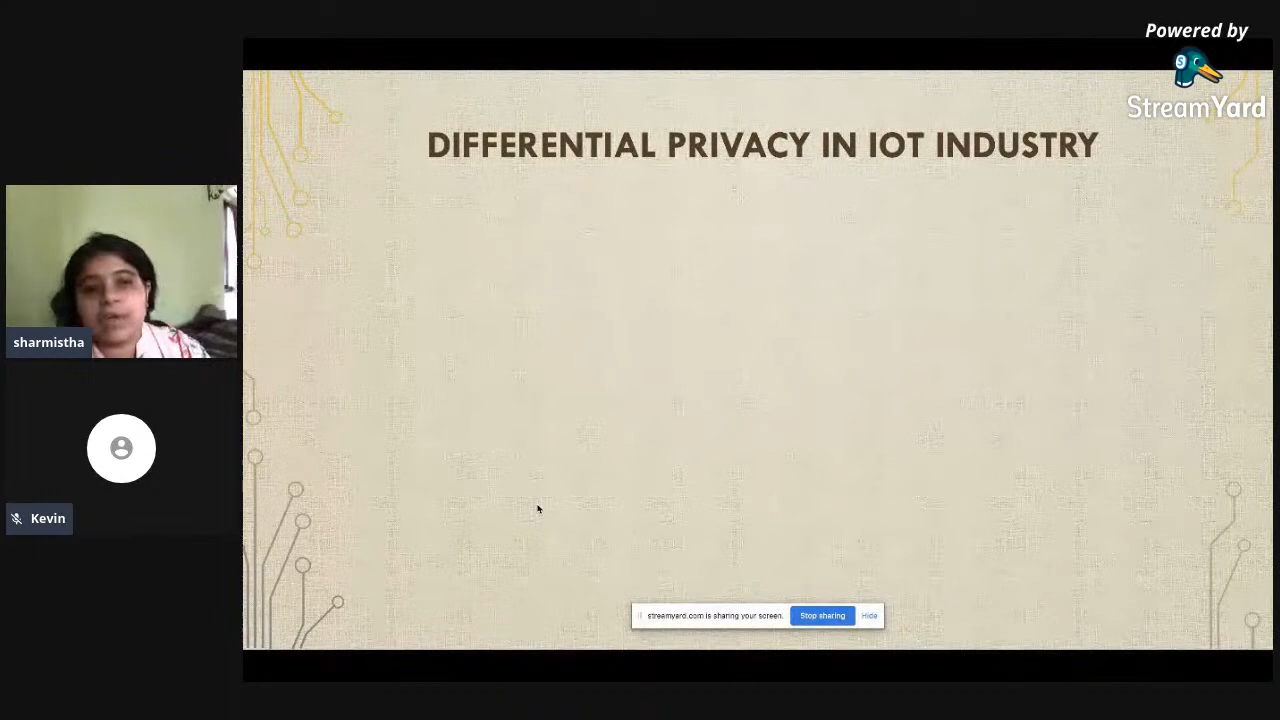 Powered by
S
StreamYard
DIFFERENTIAL PRIVACY IN IOT INDUSTRY
sharmistha
Kevin
streamyard.com is sharing your screen. Stop sharing Hide